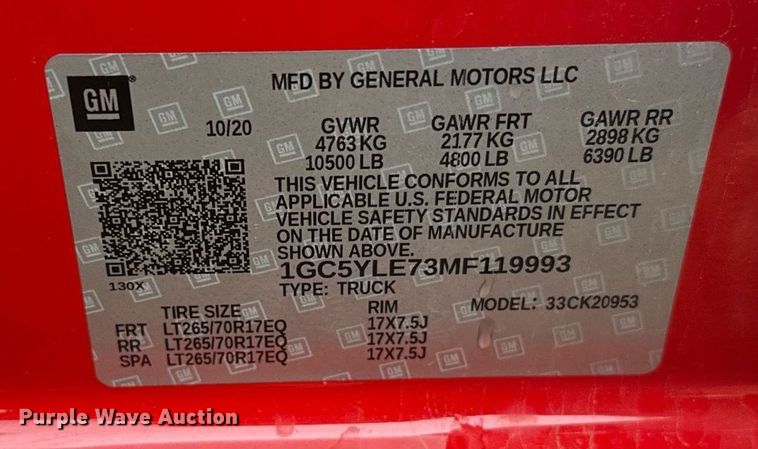 GM
MFD BY GENERAL MOTORS LLC
10/20 GVWR GAWR FRT GAWR RR
4763 KG 2177 KG 2898 KG
10500 LB 4800 LB 6390 LB
THIS VEHICLE CONFORMS TO ALL
APPLICABLE U.S. FEDERAL MOTOR
VEHICLE SAFETY STANDARDS IN EFFECT
ON THE DATE OF MANUFACTURE
SHOWN ABOVE.
1GC5YLE73MF119993
130X
TYPE: TRUCK MODEL: 33CK20953
TIRE SIZE RIM
FRT LT265/70R17EQ 17X7.5J
RR LT265/70R17EQ 17X7.5J
SPA LT265/70R17EQ 17X7.5J
Purple Wave Auction